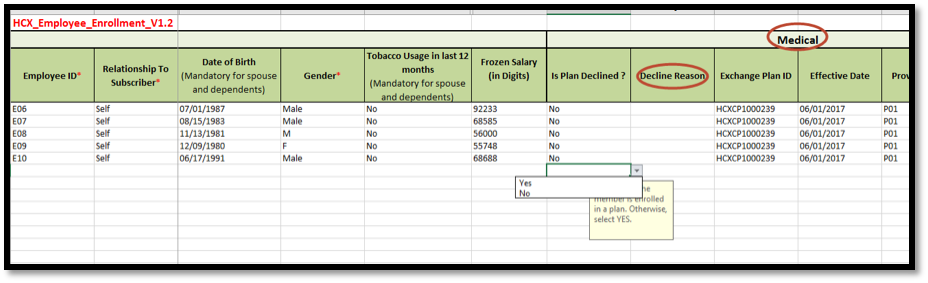 HCX_Employee_Enrollment_V1.2
Medical
Employee ID* Relationship To Subscriber* Date of Birth (Mandatory for spouse and dependents) Gender* Tobacco Usage in last 12 months (Mandatory for spouse and dependents) Frozen Salary (in Digits) Is Plan Declined ? Decline Reason Exchange Plan ID Effective Date Prov
E06 Self 07/01/1987 Male No 92233 No HCXCP1000239 06/01/2017 P01
E07 Self 08/15/1983 Male No 68585 No HCXCP1000239 06/01/2017 P01
E08 Self 11/13/1981 M No 56000 No HCXCP1000239 06/01/2017 P01
E09 Self 12/09/1980 F No 55748 No HCXCP1000239 06/01/2017 P01
E10 Self 06/17/1991 Male No 68688 No HCXCP1000239 06/01/2017 P01
Yes
No
member is enrolled
in a plan. Otherwise,
select YES.